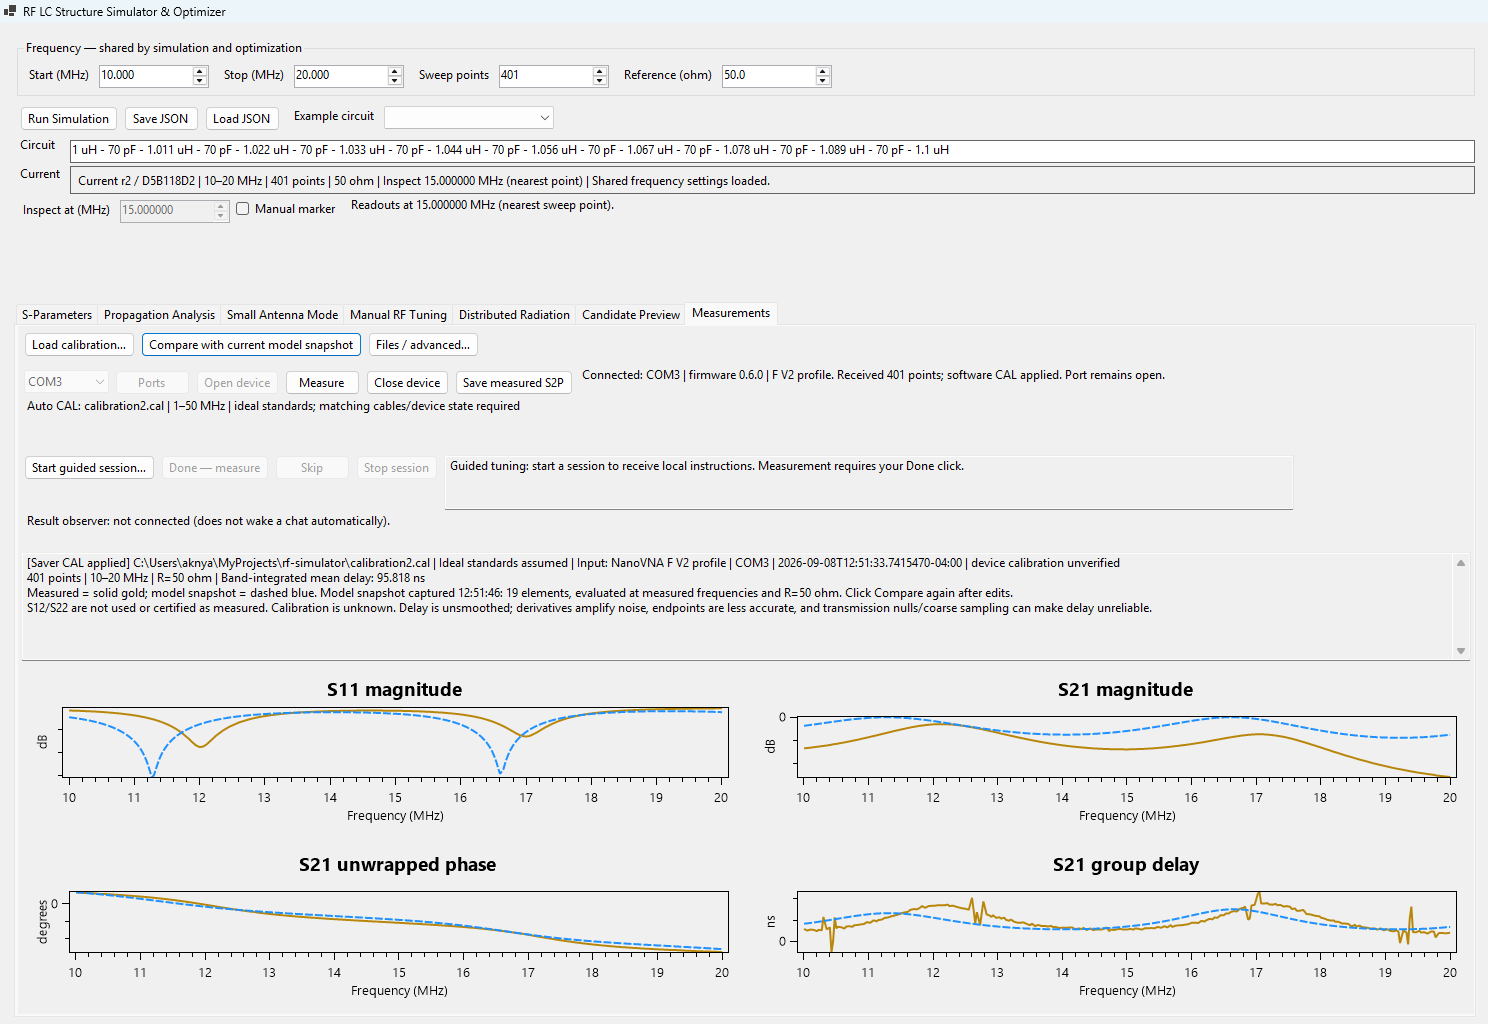 RF LC Structure Simulator & Optimizer
Frequency — shared by simulation and optimization
Start (MHz) 10.000 Stop (MHz) 20.000 Sweep points 401 Reference (ohm) 50.0
Run Simulation Save JSON Load JSON Example circuit
Circuit 1 uH - 70 pF - 1.011 uH - 70 pF - 1.022 uH - 70 pF - 1.033 uH - 70 pF - 1.044 uH - 70 pF - 1.056 uH - 70 pF - 1.067 uH - 70 pF - 1.078 uH - 70 pF - 1.089 uH - 70 pF - 1.1 uH
Current Current r2 / D5B118D2 | 10–20 MHz | 401 points | 50 ohm | Inspect 15.000000 MHz (nearest point) | Shared frequency settings loaded.
Inspect at (MHz) 15.000000 Manual marker Readouts at 15.000000 MHz (nearest sweep point).
S-Parameters Propagation Analysis Small Antenna Mode Manual RF Tuning Distributed Radiation Candidate Preview Measurements
Load calibration... Compare with current model snapshot Files / advanced...
COM3 Ports Open device Measure Close device Save measured S2P Connected: COM3 | firmware 0.6.0 | F V2 profile. Received 401 points; software CAL applied. Port remains open.
Auto CAL: calibration2.cal | 1–50 MHz | ideal standards; matching cables/device state required
Start guided session... Done — measure Skip Stop session Guided tuning: start a session to receive local instructions. Measurement requires your Done click.
Result observer: not connected (does not wake a chat automatically).
[Saver CAL applied] C:\Users\aknya\MyProjects\rf-simulator\calibration2.cal | Ideal standards assumed | Input: NanoVNA F V2 profile | COM3 | 2026-09-08T12:51:33.7415470-04:00 | device calibration unverified
401 points | 10–20 MHz | R=50 ohm | Band-integrated mean delay: 95.818 ns
Measured = solid gold; model snapshot = dashed blue. Model snapshot captured 12:51:46: 19 elements, evaluated at measured frequencies and R=50 ohm. Click Compare again after edits.
S12/S22 are not used or certified as measured. Calibration is unknown. Delay is unsmoothed; derivatives amplify noise, endpoints are less accurate, and transmission nulls/coarse sampling can make delay unreliable.
S11 magnitude
dB
10 11 12 13 14 15 16 17 18 19 20
Frequency (MHz)
S21 magnitude
0
dB
10 11 12 13 14 15 16 17 18 19 20
Frequency (MHz)
S21 unwrapped phase
0
degrees
10 11 12 13 14 15 16 17 18 19 20
Frequency (MHz)
S21 group delay
ns
0
10 11 12 13 14 15 16 17 18 19 20
Frequency (MHz)